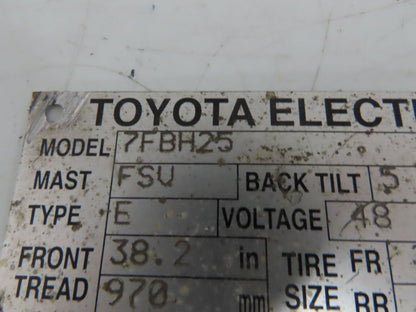 TOYOTA ELECT
MODEL 7FBH25
MAST FSV BACK TILT 5
TYPE E VOLTAGE 48
FRONT 38.2 in TIRE FR
TREAD 970 mm SIZE RR